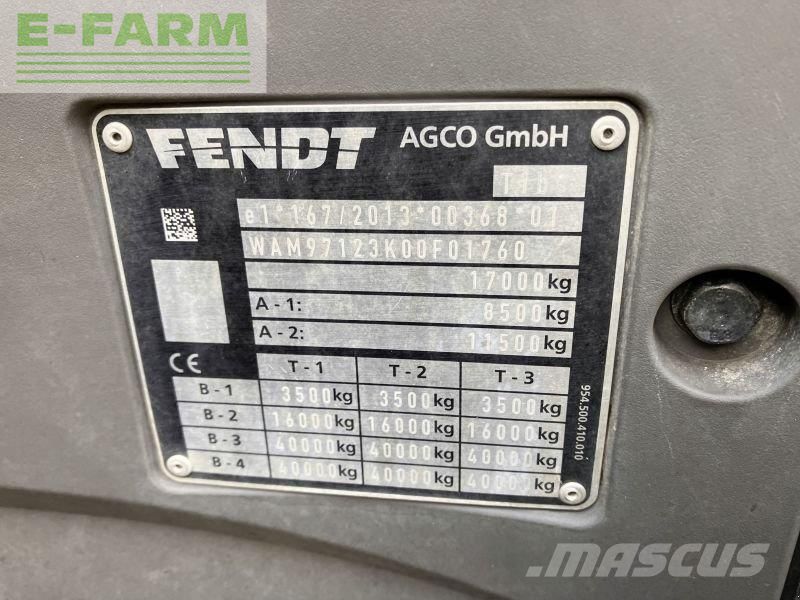 E-FARM
FENDT AGCO GmbH
T1b
e1*167/2013*00368*01
WAM97123K00F01760
17000kg
A - 1: 8500kg
A - 2: 11500kg
CE T - 1 T - 2 T - 3
B - 1 3500kg 3500kg 3500kg
B - 2 16000kg 16000kg 16000kg
B - 3 40000kg 40000kg 40000kg
B - 4 40000kg 40000kg 40000kg
954.500.410.010
MASCUS